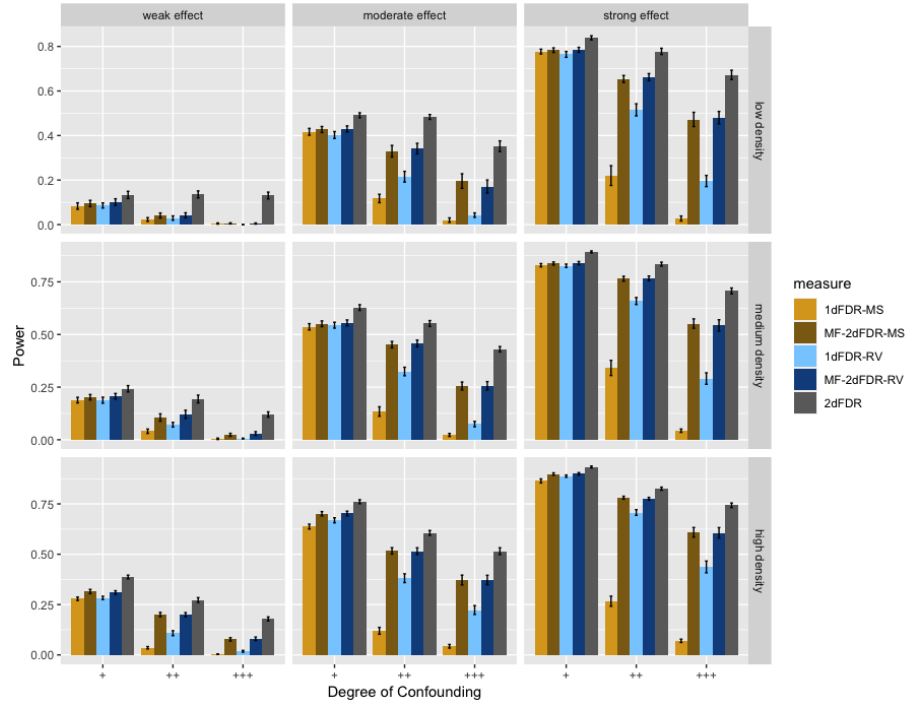 weak effect
moderate effect
strong effect
0.8
0.6
0.4
0.2
0.0
low density
0.75
0.50
0.25
0.00
medium density
0.75
0.50
0.25
0.00
high density
Power
+
++
+++
+
++
+++
+
++
+++
Degree of Confounding
measure
1dFDR-MS
MF-2dFDR-MS
1dFDR-RV
MF-2dFDR-RV
2dFDR